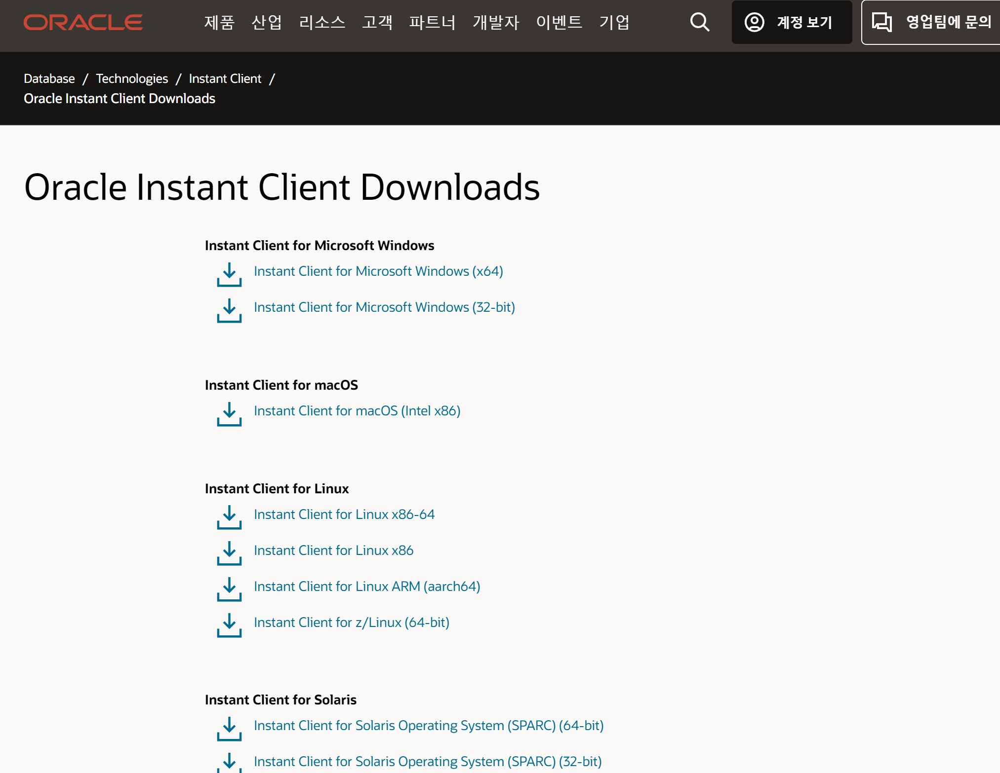 ORACLE
제품 산업 리소스 고객 파트너 개발자 이벤트 기업 계정 보기 영업팀에 문의
Database / Technologies / Instant Client /
Oracle Instant Client Downloads
Oracle Instant Client Downloads
Instant Client for Microsoft Windows
Instant Client for Microsoft Windows (x64)
Instant Client for Microsoft Windows (32-bit)
Instant Client for macOS
Instant Client for macOS (Intel x86)
Instant Client for Linux
Instant Client for Linux x86-64
Instant Client for Linux x86
Instant Client for Linux ARM (aarch64)
Instant Client for z/Linux (64-bit)
Instant Client for Solaris
Instant Client for Solaris Operating System (SPARC) (64-bit)
Instant Client for Solaris Operating System (SPARC) (32-bit)